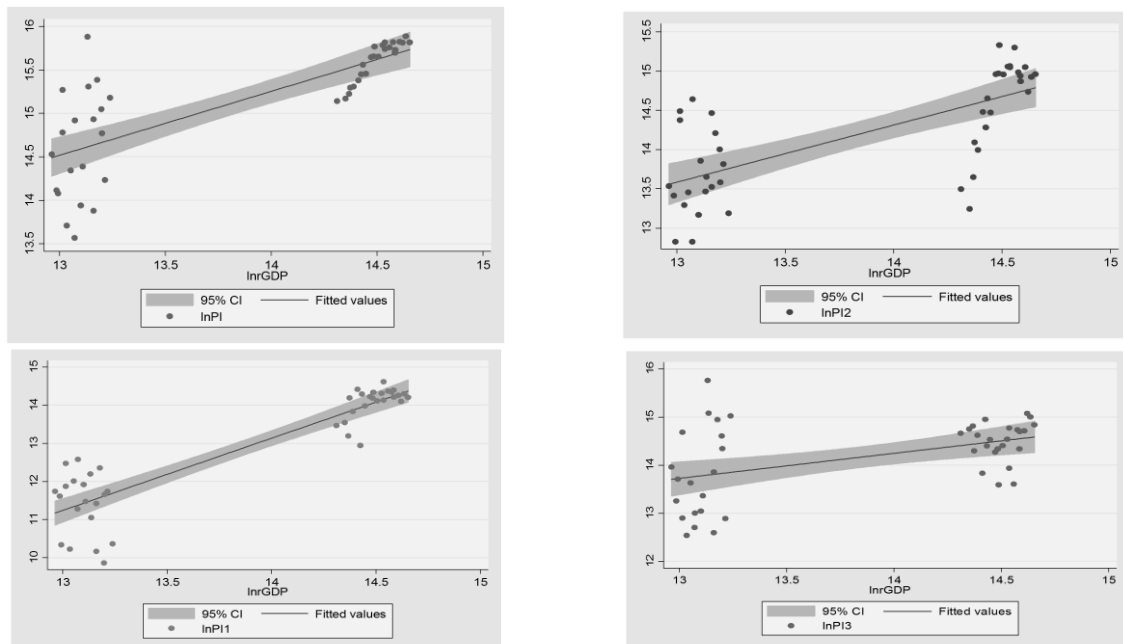 16
15.5
15
14.5
14
13.5
13 13.5 14 14.5 15
lnrGDP
95% CI Fitted values
lnPI
15.5
15
14.5
14
13.5
13
13 13.5 14 14.5 15
lnrGDP
95% CI Fitted values
lnPI2
15
14
13
12
11
10
13 13.5 14 14.5 15
lnrGDP
95% CI Fitted values
lnPI1
16
15
14
13
12
13 13.5 14 14.5 15
lnrGDP
95% CI Fitted values
lnPI3